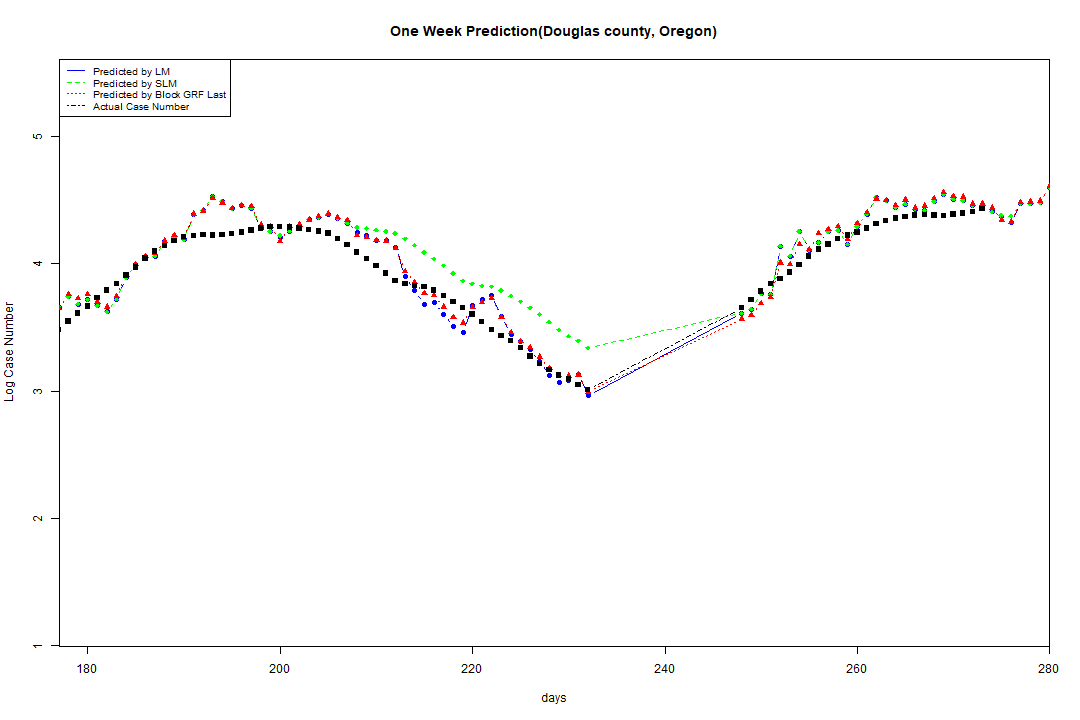 One Week Prediction(Douglas county, Oregon)
Predicted by LM
Predicted by SLM
Predicted by Block GRF Last
Actual Case Number
5
4
3
2
1
Log Case Number
180 200 220 240 260 280
days